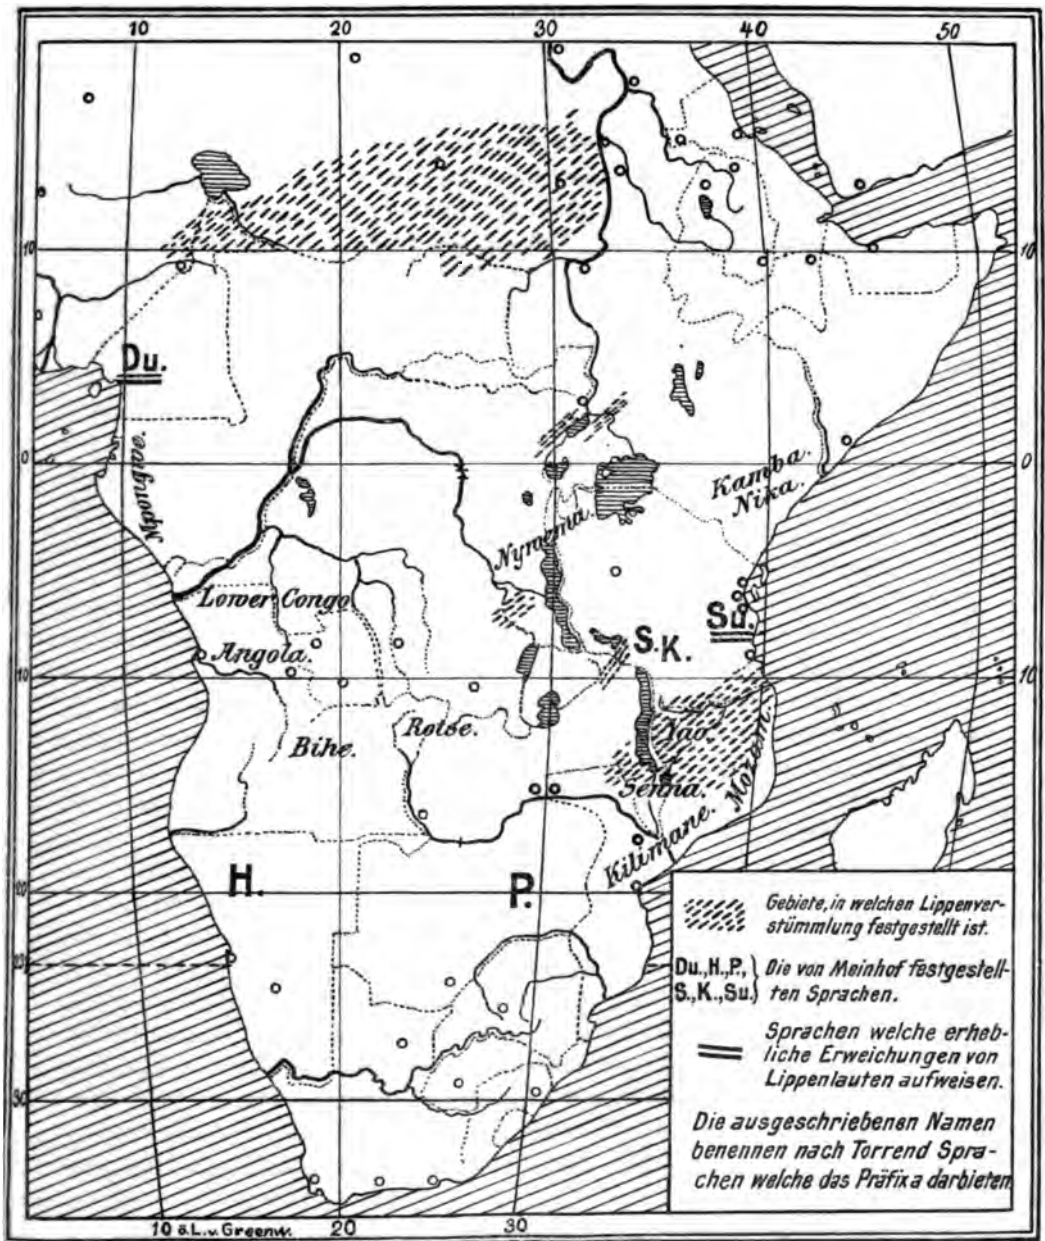 10 20 30 40 50
10 10
Du.
0 0
Mpongwe.
Kamba.
Nika.
Nyramma.
Lower Congo
Su.
S.K.
Angola.
10
Bihe.
Rotse.
Yao.
Senna.
Mozam
Kilimane.
H.
P.
20
Gebiete, in welchen Lippenver-
stümmlung festgestellt ist.
Du.,H.,P., } Die von Meinhof festgestell-
S.,K.,Su. } ten Sprachen.
Sprachen welche erheb-
liche Erweichungen von
Lippenlauten aufweisen.
30
Die ausgeschriebenen Namen
benennen nach Torrend Spra-
chen welche das Präfix a darbieten
10 ö.L.v.Greenw. 20 30